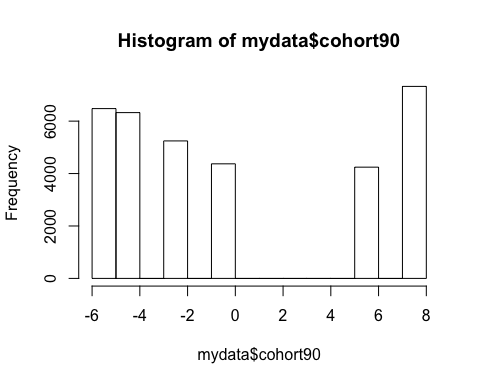 Histogram of mydata$cohort90
Frequency
6000
4000
2000
0
-6 -4 -2 0 2 4 6 8
mydata$cohort90